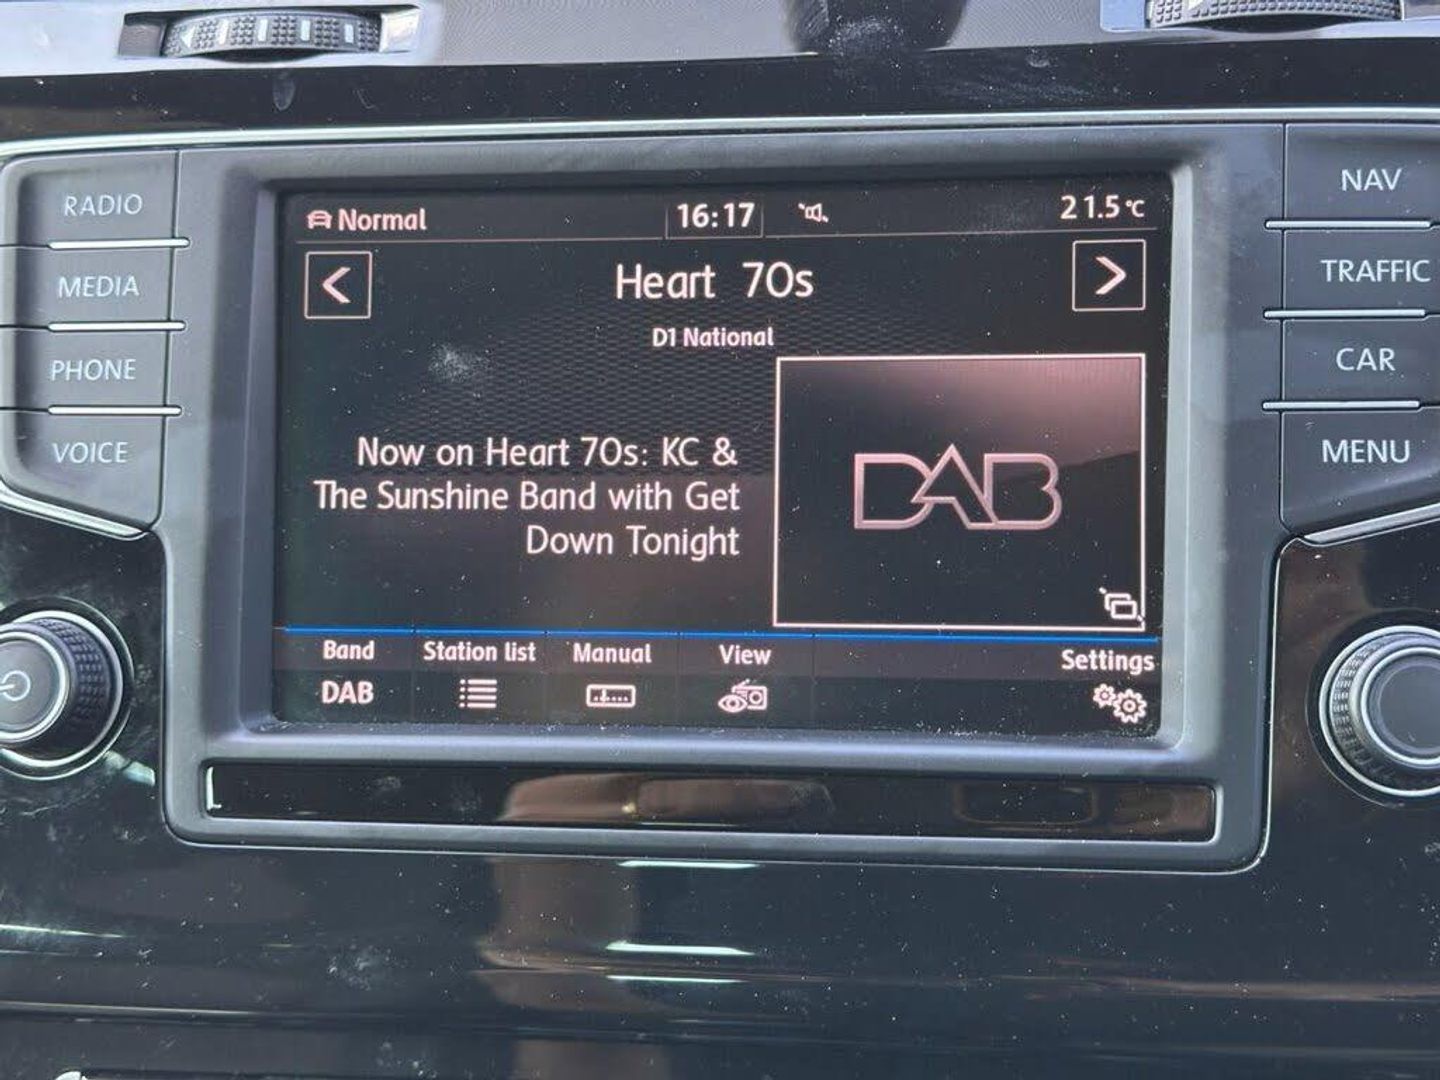 RADIO
MEDIA
PHONE
VOICE
Normal
16:17
21.5°C
Heart 70s
D1 National
Now on Heart 70s: KC &
The Sunshine Band with Get
Down Tonight
DAB
Band
DAB
Station list
Manual
View
Settings
NAV
TRAFFIC
CAR
MENU